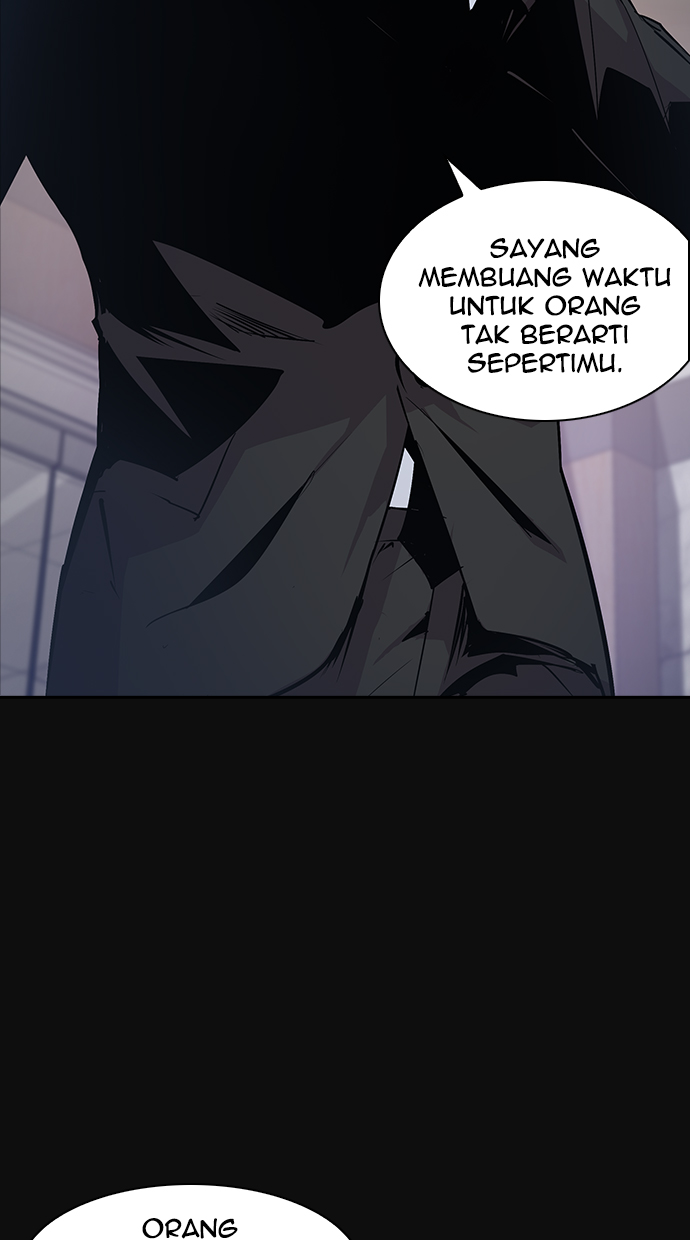 SAYANG
MEMBUANG WAKTU
UNTUK ORANG
TAK BERARTI
SEPERTIMU.
ORANG